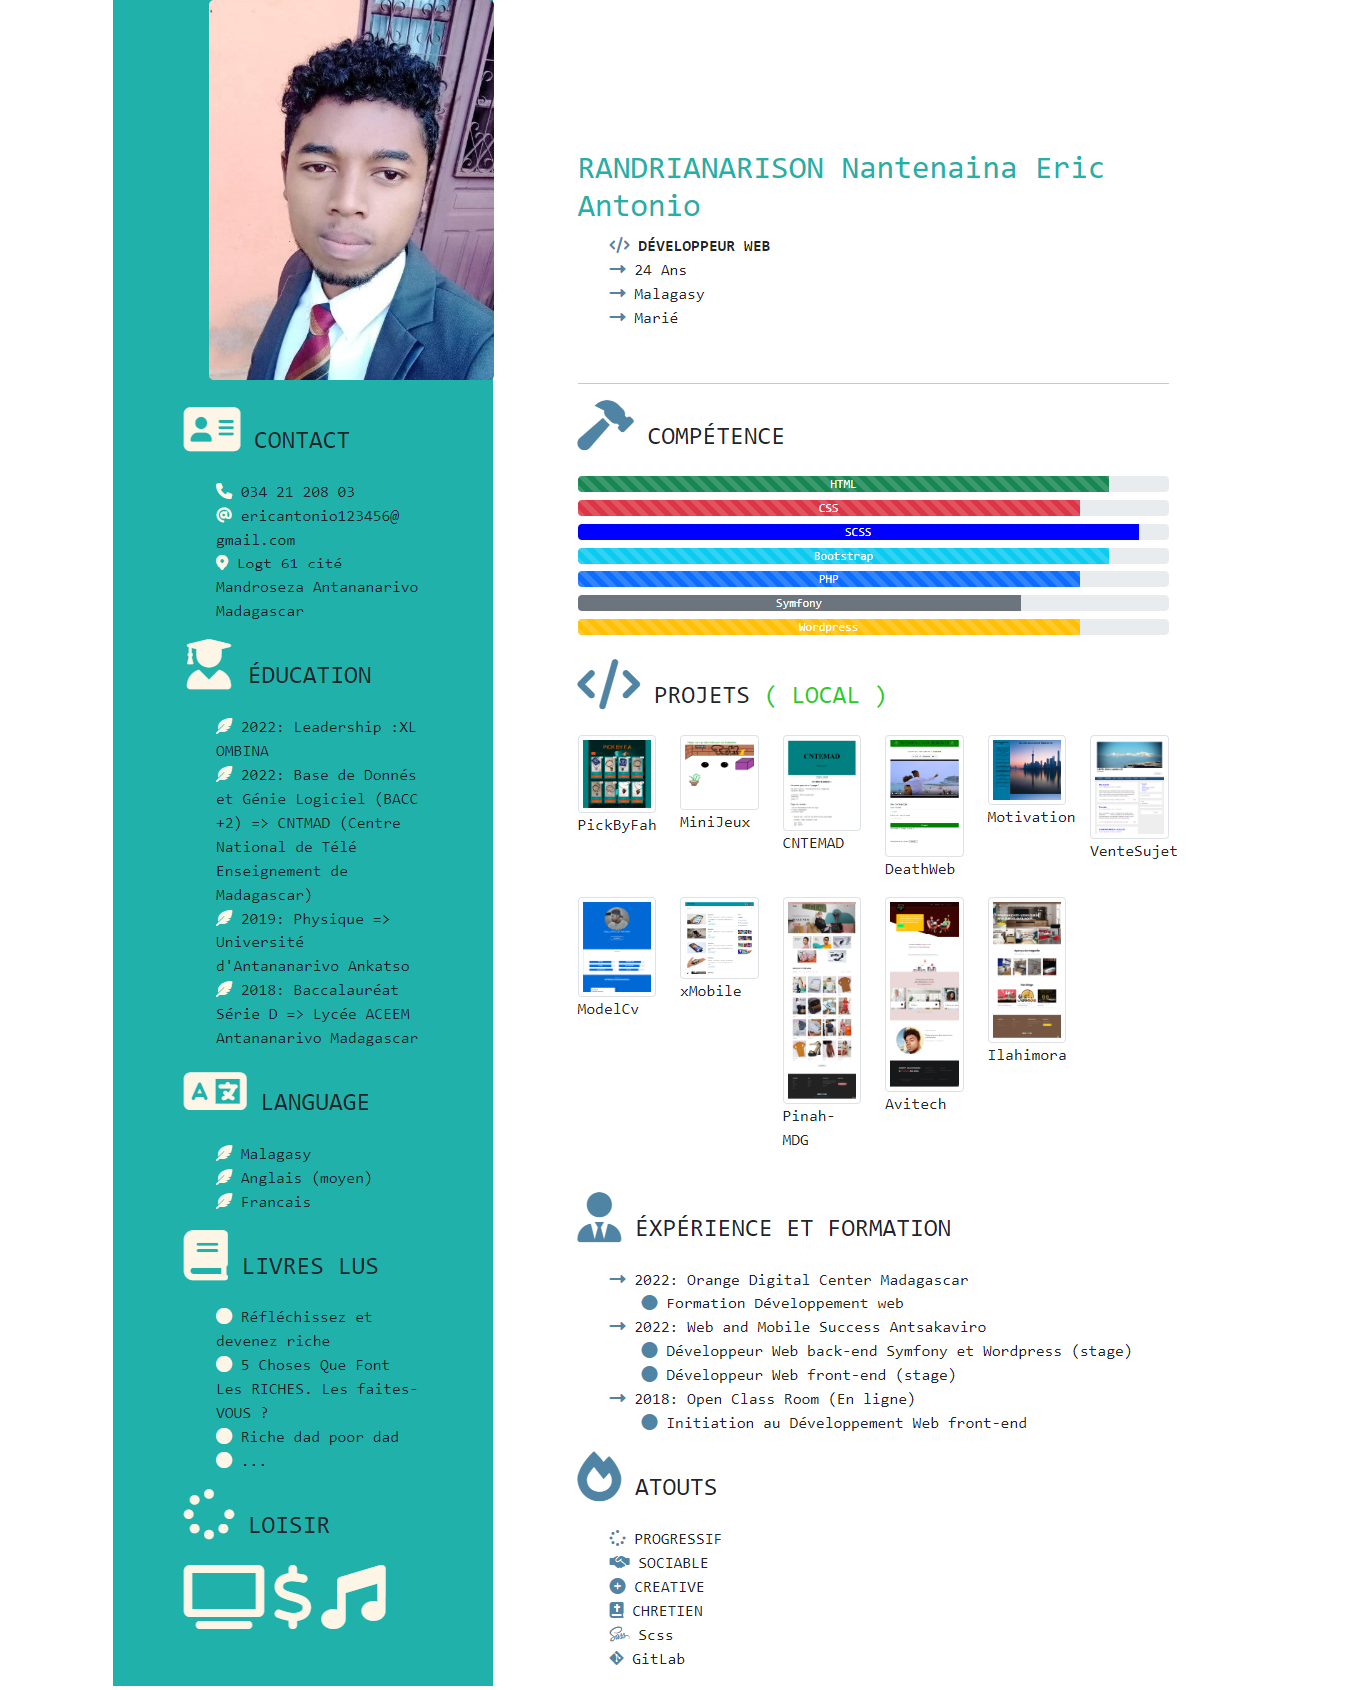 CONTACT
034 21 208 03
ericantonio123456@
gmail.com
Logt 61 cité
Mandroseza Antananarivo
Madagascar
ÉDUCATION
2022: Leadership :XL
OMBINA
2022: Base de Donnés
et Génie Logiciel (BACC
+2) => CNTMAD (Centre
National de Télé
Enseignement de
Madagascar)
2019: Physique =>
Université
d'Antananarivo Ankatso
2018: Baccalauréat
Série D => Lycée ACEEM
Antananarivo Madagascar
LANGUAGE
Malagasy
Anglais (moyen)
Francais
LIVRES LUS
Réfléchissez et
devenez riche
5 Choses Que Font
Les RICHES. Les faites-
VOUS ?
Riche dad poor dad
...
LOISIR
RANDRIANARISON Nantenaina Eric
Antonio
DÉVELOPPEUR WEB
24 Ans
Malagasy
Marié
COMPÉTENCE
HTML
CSS
SCSS
Bootstrap
PHP
Symfony
Wordpress
PROJETS ( LOCAL )
PICK BY FA
CNTEMAD
PickByFah
MiniJeux
CNTEMAD
DeathWeb
Motivation
VenteSujet
ModelCv
xMobile
Pinah-
MDG
Avitech
Ilahimora
ÉXPÉRIENCE ET FORMATION
2022: Orange Digital Center Madagascar
Formation Développement web
2022: Web and Mobile Success Antsakaviro
Développeur Web back-end Symfony et Wordpress (stage)
Développeur Web front-end (stage)
2018: Open Class Room (En ligne)
Initiation au Développement Web front-end
ATOUTS
PROGRESSIF
SOCIABLE
CREATIVE
CHRETIEN
Scss
GitLab